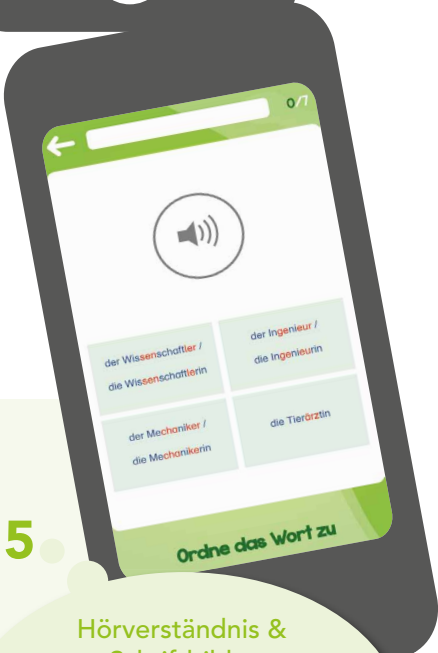 0/7
der Wissenschaftler /
die Wissenschaftlerin
der Ingenieur /
die Ingenieurin
der Mechaniker /
die Mechanikerin
die Tierärztin
Ordne das Wort zu
5
Hörverständnis &